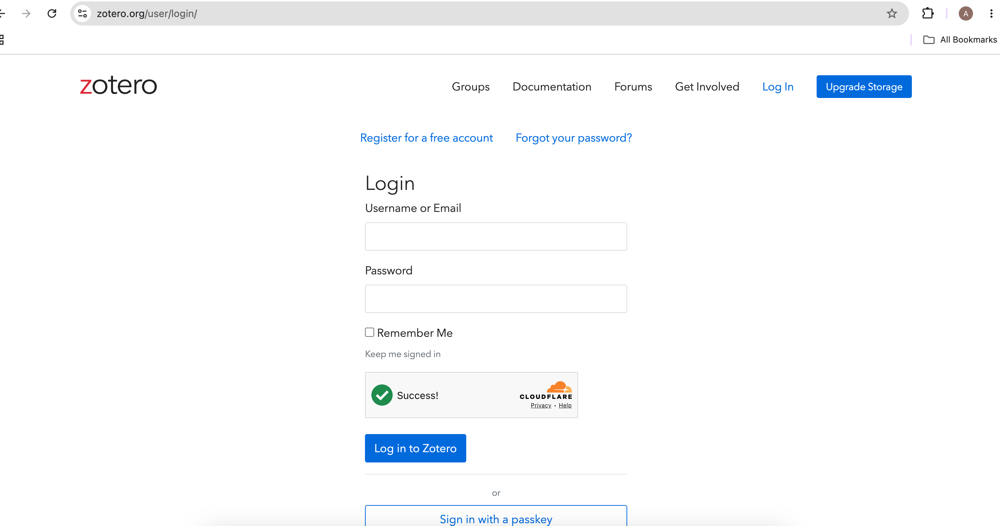 zotero.org/user/login/
A
All Bookmarks
zotero
Groups Documentation Forums Get Involved Log In Upgrade Storage
Register for a free account Forgot your password?
Login
Username or Email
Password
Remember Me
Keep me signed in
Success!
CLOUDFLARE
Privacy • Help
Log in to Zotero
or
Sign in with a passkey